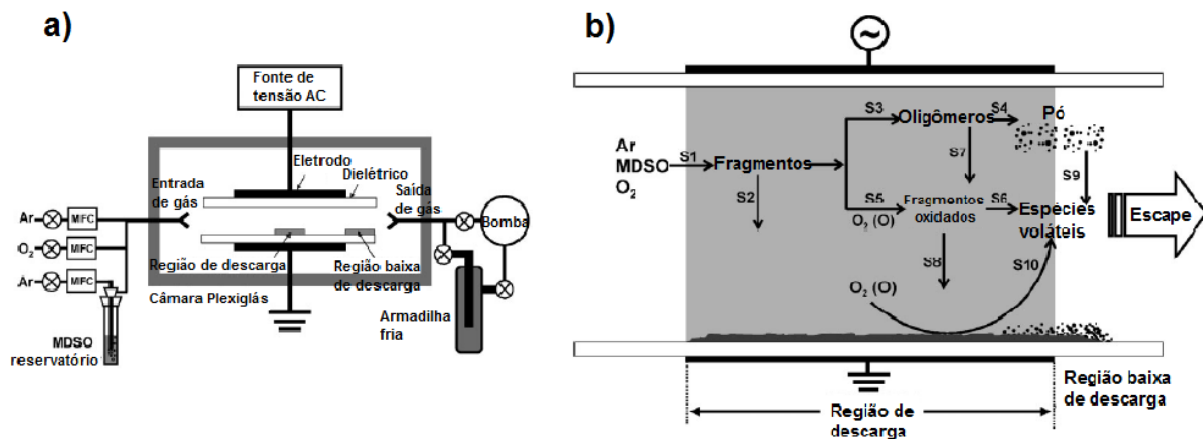 a)
Fonte de
tensão AC
Eletrodo
Dielétrico
Entrada
de gás
Saída
de gás
Ar
MFC
O₂
MFC
Ar
MFC
Bomba
Região de descarga
Região baixa
de descarga
Câmara Plexiglás
Armadilha
fria
MDSO
reservatório
b)
~
S3
Oligômeros
S4
Pó
Ar
MDSO
O₂
S1
Fragmentos
S7
S2
S9
S5
O₂ (O)
Fragmentos
oxidados
S6
Espécies
voláteis
Escape
S8
S10
O₂ (O)
Região de
descarga
Região baixa
de descarga